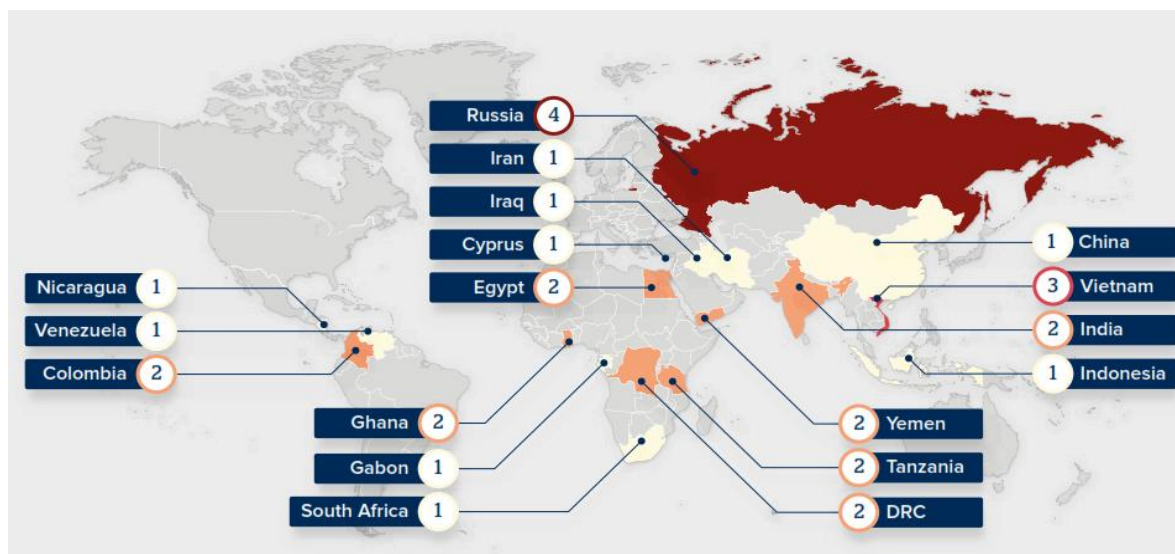 Russia 4
Iran 1
Iraq 1
Cyprus 1
Egypt 2
Nicaragua 1
Venezuela 1
Colombia 2
Ghana 2
Gabon 1
South Africa 1
1 China
3 Vietnam
2 India
1 Indonesia
2 Yemen
2 Tanzania
2 DRC